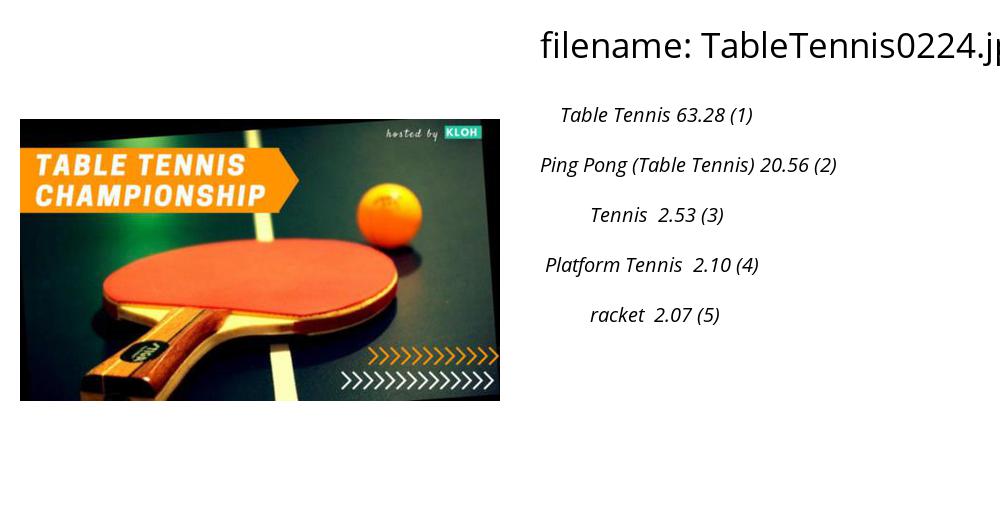 filename: TableTennis0224.jp
Table Tennis 63.28 (1)
Ping Pong (Table Tennis) 20.56 (2)
Tennis 2.53 (3)
Platform Tennis 2.10 (4)
racket 2.07 (5)
hosted by KLOH
TABLE TENNIS
CHAMPIONSHIP